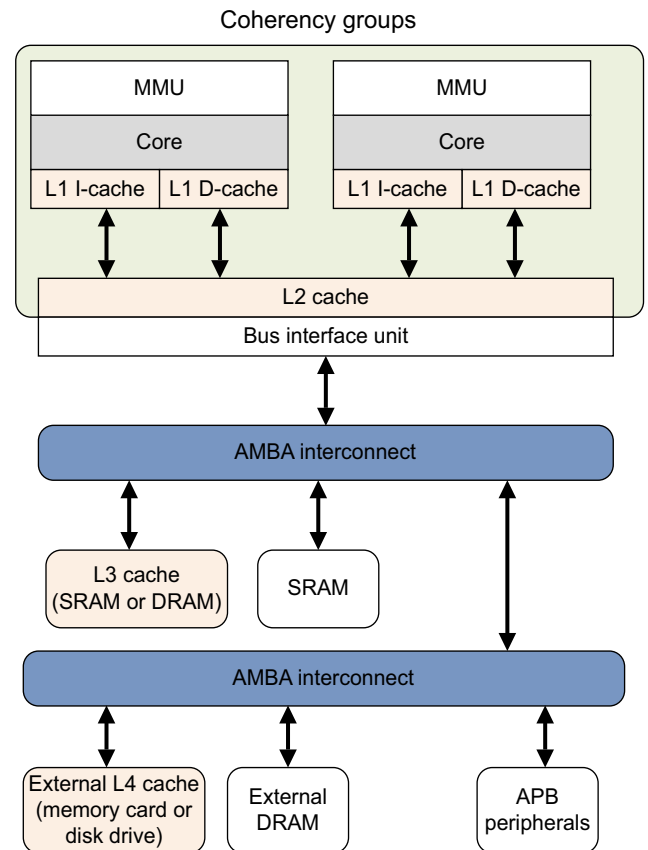 Coherency groups
MMU
MMU
Core
Core
L1 I-cache
L1 D-cache
L1 I-cache
L1 D-cache
L2 cache
Bus interface unit
AMBA interconnect
L3 cache
(SRAM or DRAM)
SRAM
AMBA interconnect
External L4 cache
(memory card or
disk drive)
External
DRAM
APB
peripherals